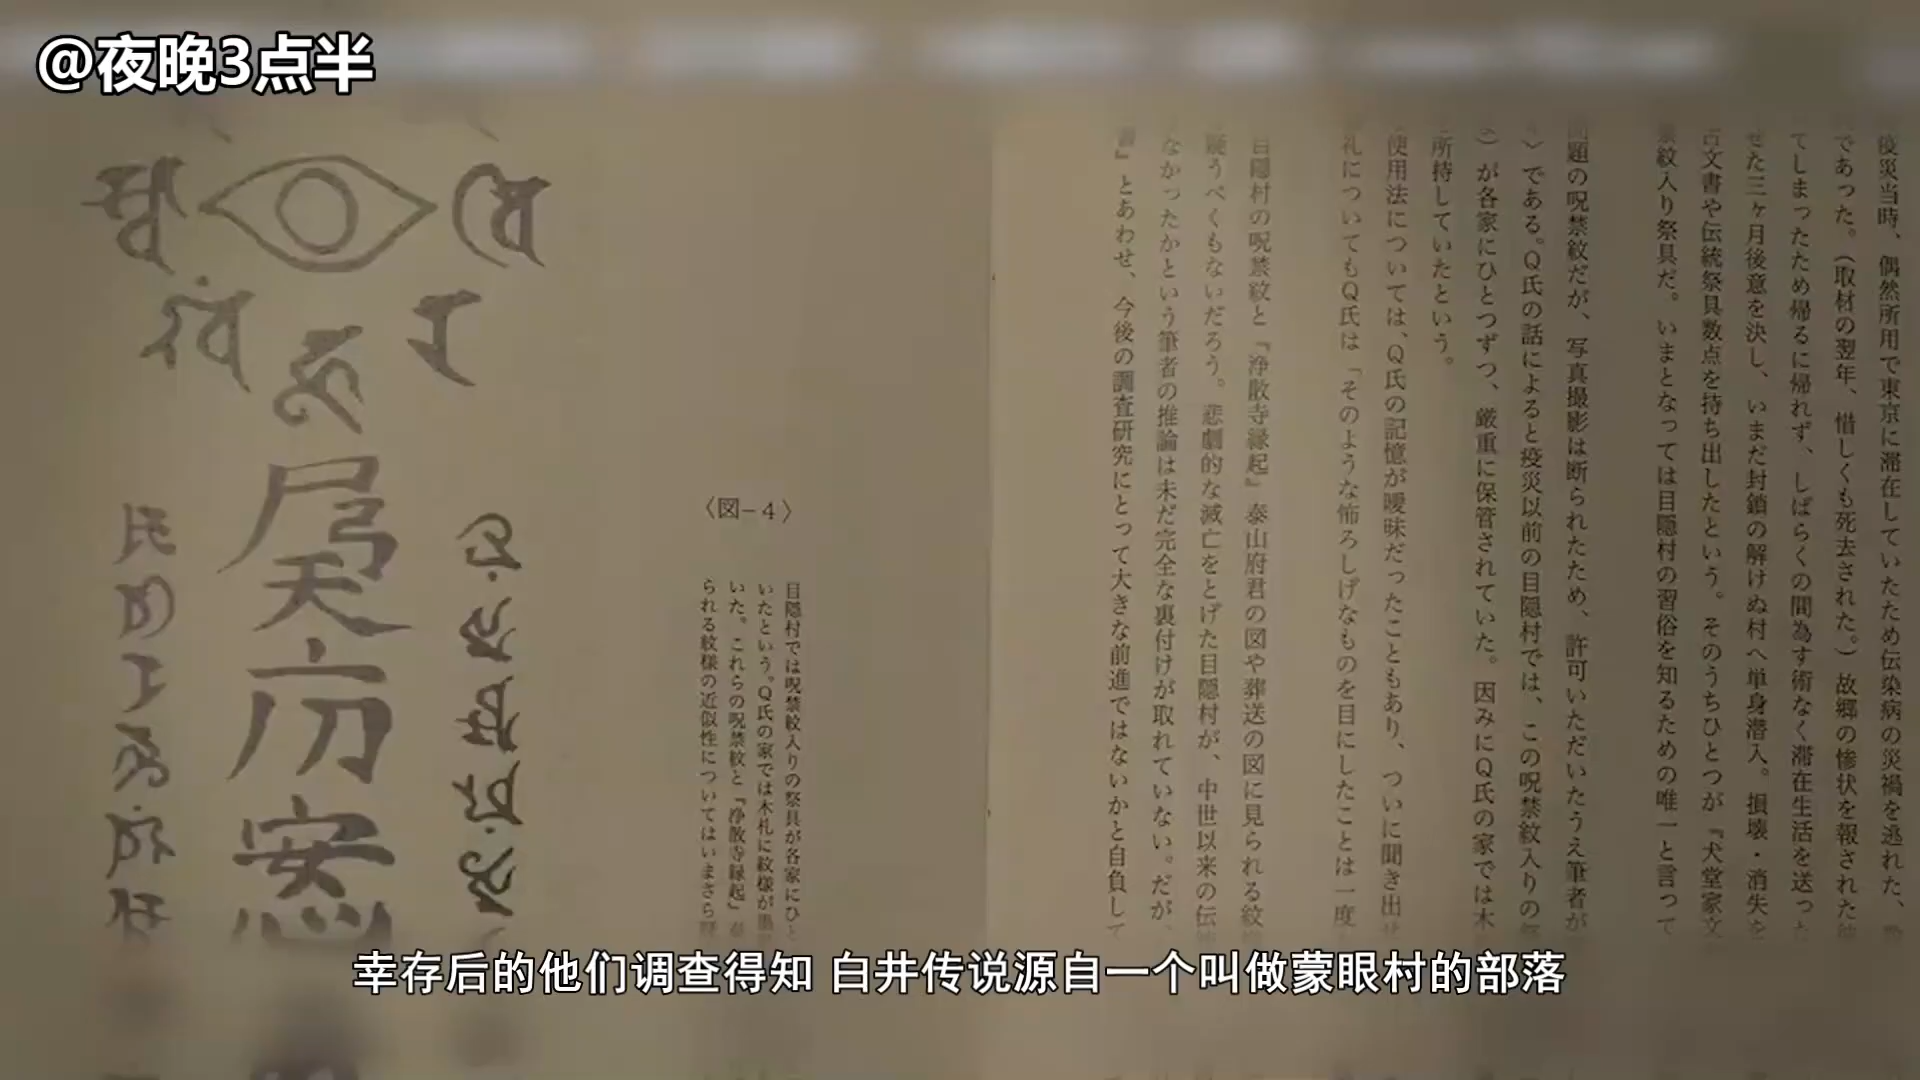 @夜晚3点半
疫災当時、偶然所用で東京に滞在していたため伝染病の災禍を逃れた、
であった。（取材の翌年、惜しくも死去された。）故郷の惨状を報された
てしまったため帰るに帰れず、しばらくの間為す術なく滞在生活を送った
せた三ヶ月後意を決し、いまだ封鎖の解けぬ村へ単身潜入。損壊・消失を
古文書や伝統祭具数点を持ち出したという。そのうちひとつが『犬堂家文
紋入り祭具だ。いまとなっては目隠村の習俗を知るための唯一と言って
問題の呪禁紋だが、写真撮影は断られたため、許可いただいたうえ筆者が
〉である。Q氏の話によると疫災以前の目隠村では、この呪禁紋入りの祭
）が各家にひとつずつ、厳重に保管されていた。因みにQ氏の家では木
所持していたという。
使用法については、Q氏の記憶が曖昧だったこともあり、ついに聞き出せ
札についてもQ氏は「そのような怖ろしげなものを目にしたことは一度
目隠村の呪禁紋と『浄散寺縁起』泰山府君の図や葬送の図に見られる紋
疑うべくもないだろう。悲劇的な滅亡をとげた目隠村が、中世以来の伝
なかったかという筆者の推論は未だ完全な裏付けが取れていない。だが、
』とあわせ、今後の調査研究にとって大きな前進ではないかと自負して
〈図−4〉
目隠村では呪禁紋入りの祭具が各家にひと
いたという。Q氏の家では木札に紋様が墨
いた。これらの呪禁紋と『浄散寺縁起』
られる紋様の近似性についてはいまさら
幸存后的他们调查得知 白井传说源自一个叫做蒙眼村的部落